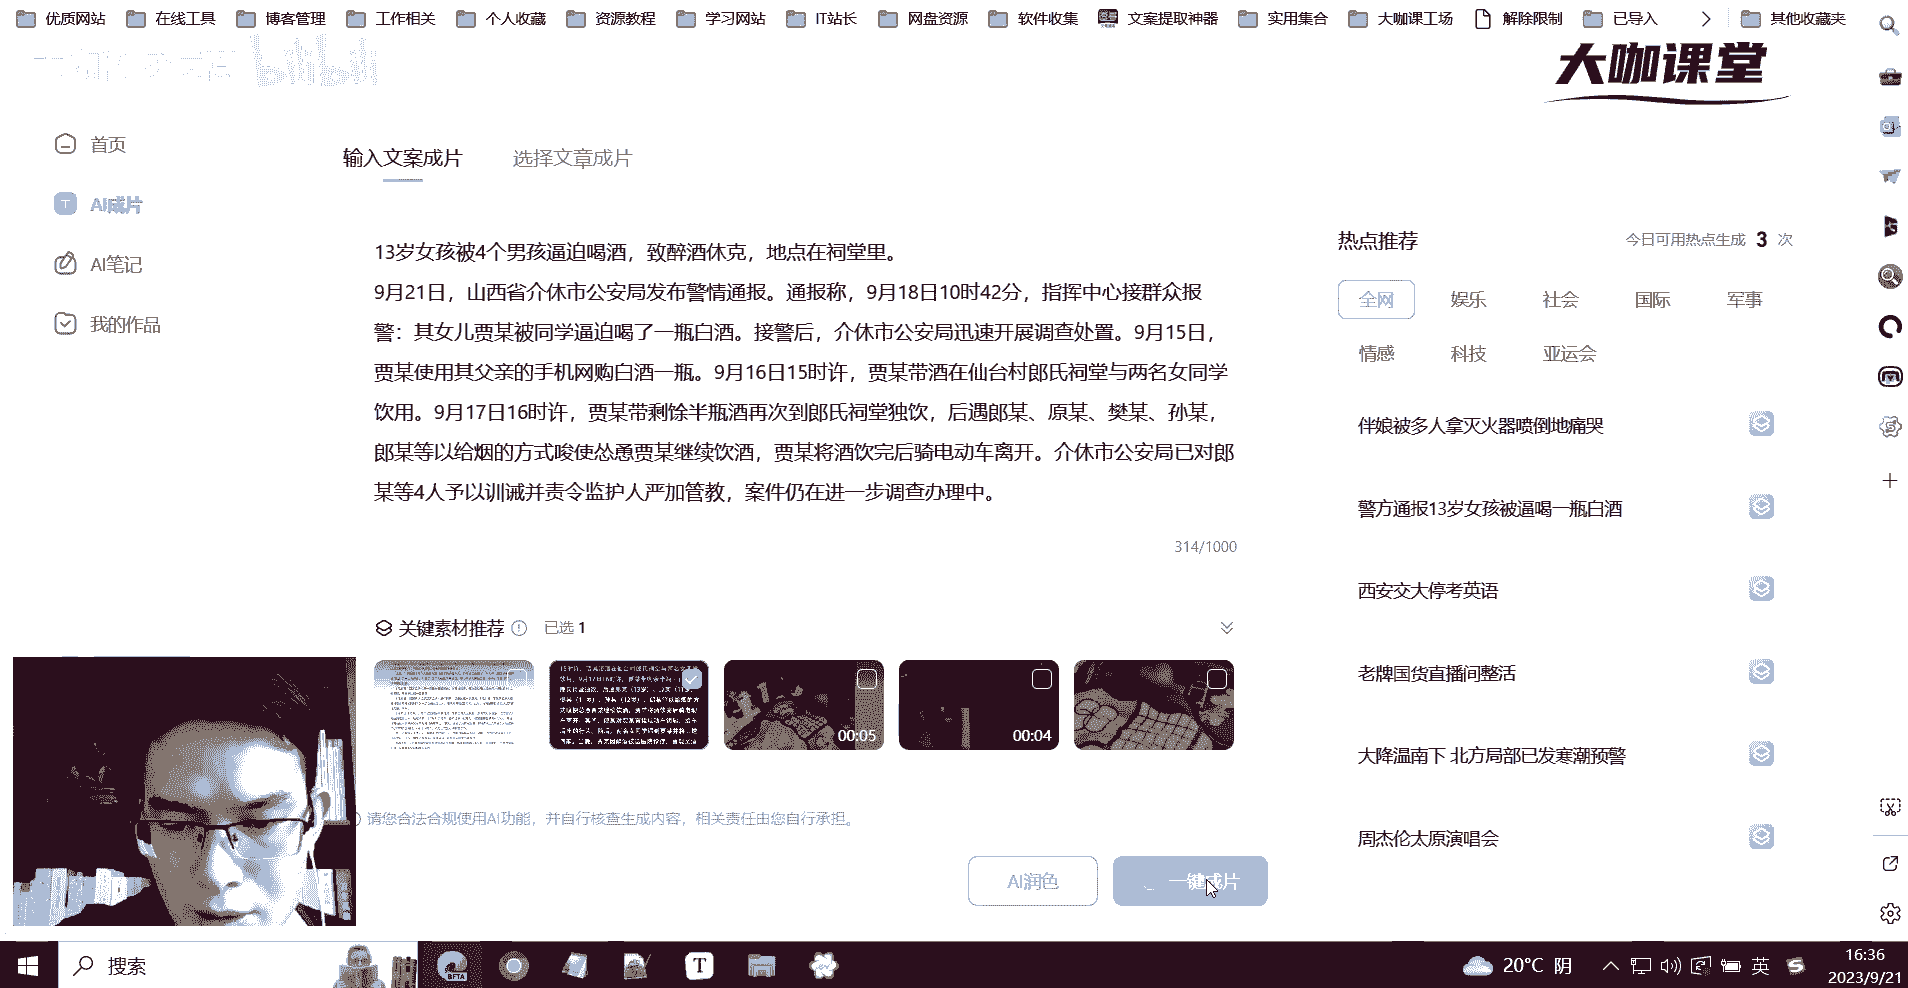 优质网站 在线工具 博客管理 工作相关 个人收藏 资源教程 学习网站 IT站长 网盘资源 软件收集 文案提取神器 实用集合 大咖课工场 解除限制 已导入 其他收藏夹
bilibili
大咖课堂
首页
AI成片
AI笔记
我的作品
输入文案成片 选择文章成片
13岁女孩被4个男孩逼迫喝酒，致醉酒休克，地点在祠堂里。
9月21日，山西省介休市公安局发布警情通报。通报称，9月18日10时42分，指挥中心接群众报
警：其女儿贾某被同学逼迫喝了一瓶白酒。接警后，介休市公安局迅速开展调查处置。9月15日，
贾某使用其父亲的手机网购白酒一瓶。9月16日15时许，贾某带酒在仙台村郎氏祠堂与两名女同学
饮用。9月17日16时许，贾某带剩馀半瓶酒再次到郎氏祠堂独饮，后遇郎某、原某、樊某、孙某，
郎某等以给烟的方式唆使怂恿贾某继续饮酒，贾某将酒饮完后骑电动车离开。介休市公安局已对郎
某等4人予以训诫并责令监护人严加管教，案件仍在进一步调查办理中。
314/1000
关键素材推荐 已选 1
00:05
00:04
请您合法合规使用AI功能，并自行核查生成内容，相关责任由您自行承担。
AI润色
一键成片
热点推荐
今日可用热点生成 3 次
全网 娱乐 社会 国际 军事
情感 科技 亚运会
伴娘被多人拿灭火器喷倒地痛哭
警方通报13岁女孩被逼喝一瓶白酒
西安交大停考英语
老牌国货直播间整活
大降温南下 北方局部已发寒潮预警
周杰伦太原演唱会
搜索
BETA
T
20°C 阴
英
16:36
2023/9/21